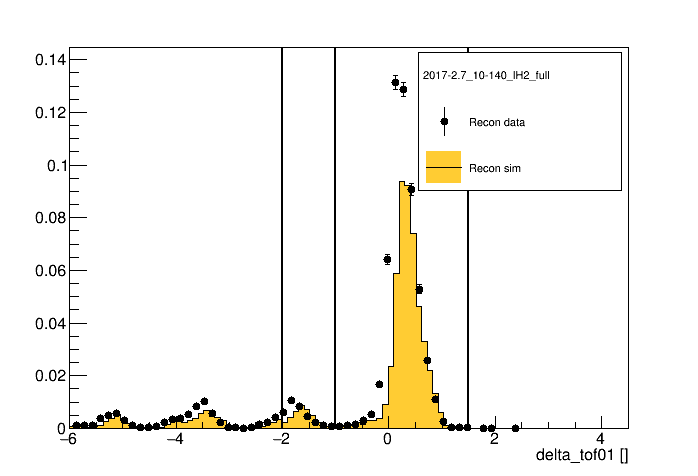 0.14
0.12
0.1
0.08
0.06
0.04
0.02
0
2017-2.7_10-140_lH2_full
Recon data
Recon sim
−6 −4 −2 0 2 4
delta_tof01 []